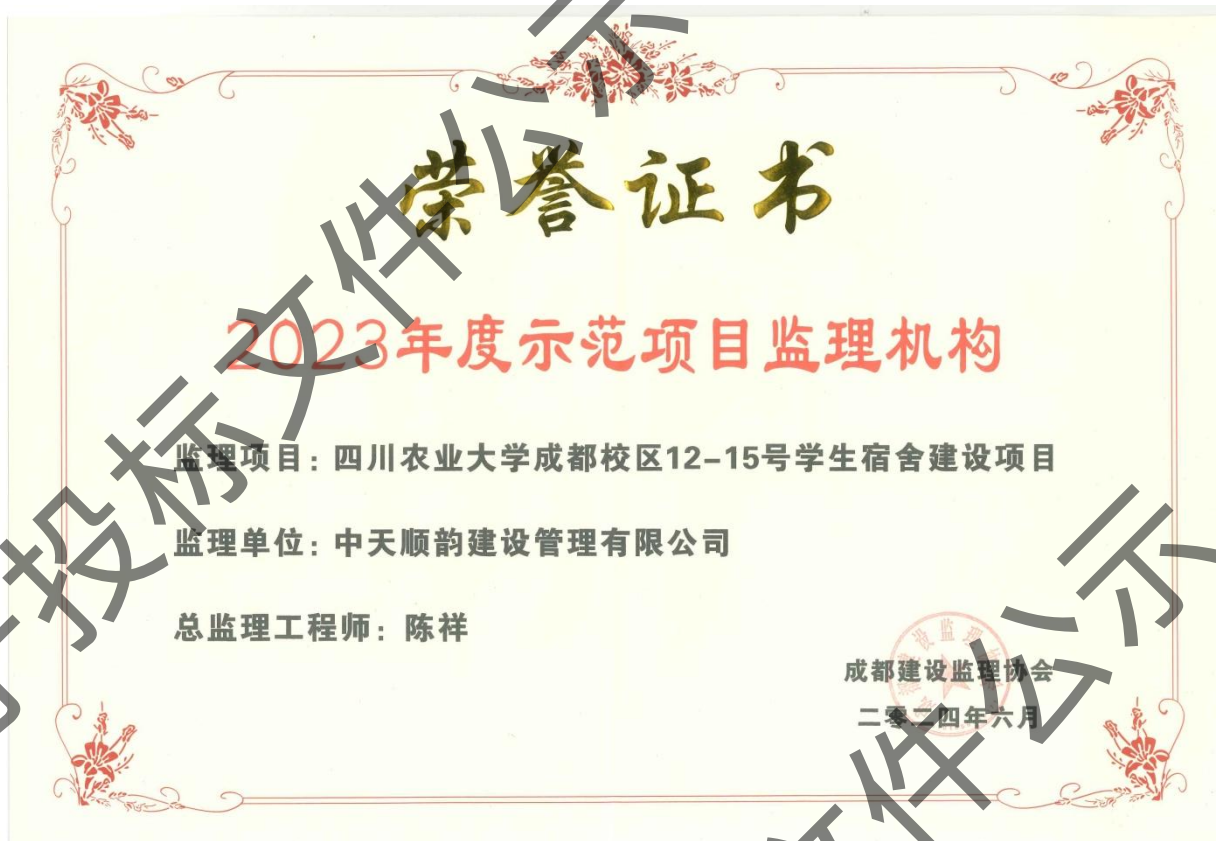 荣誉证书
2023年度示范项目监理机构
监理项目：四川农业大学成都校区12-15号学生宿舍建设项目
监理单位：中天顺韵建设管理有限公司
总监理工程师：陈祥
成都建设监理协会
二零二四年六月
投标文件公示
文件公示